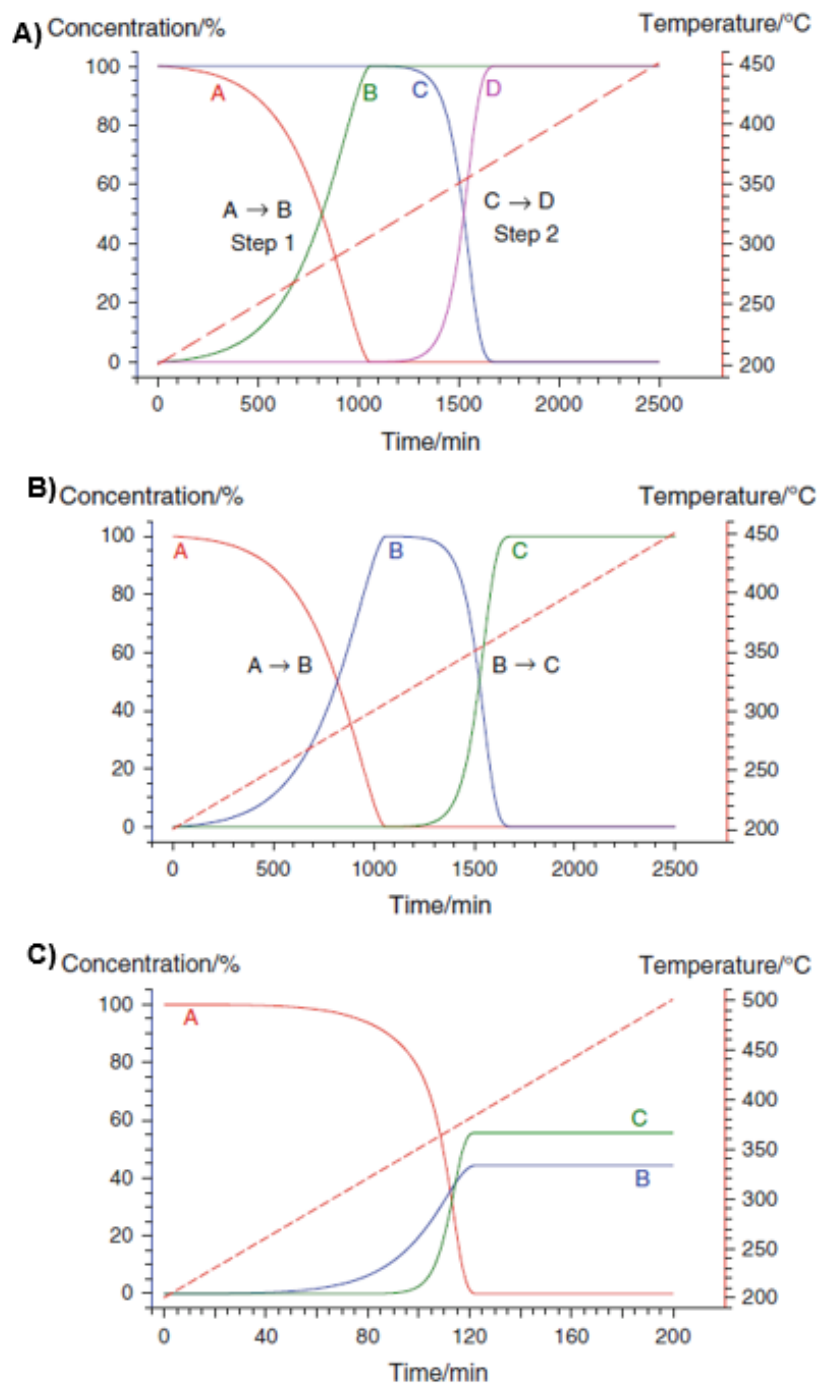 A) Concentration/% Temperature/°C
100 450
A B C D
80 400
60 350
A → B C → D
Step 1 Step 2
40 300
20 250
0 200
0 500 1000 1500 2000 2500
Time/min
B) Concentration/% Temperature/°C
100 450
A B C
80 400
60 350
A → B B → C
40 300
20 250
0 200
0 500 1000 1500 2000 2500
Time/min
C) Concentration/% Temperature/°C
100 500
A
80 450
400
60 C
350
40 B
300
20 250
0 200
0 40 80 120 160 200
Time/min